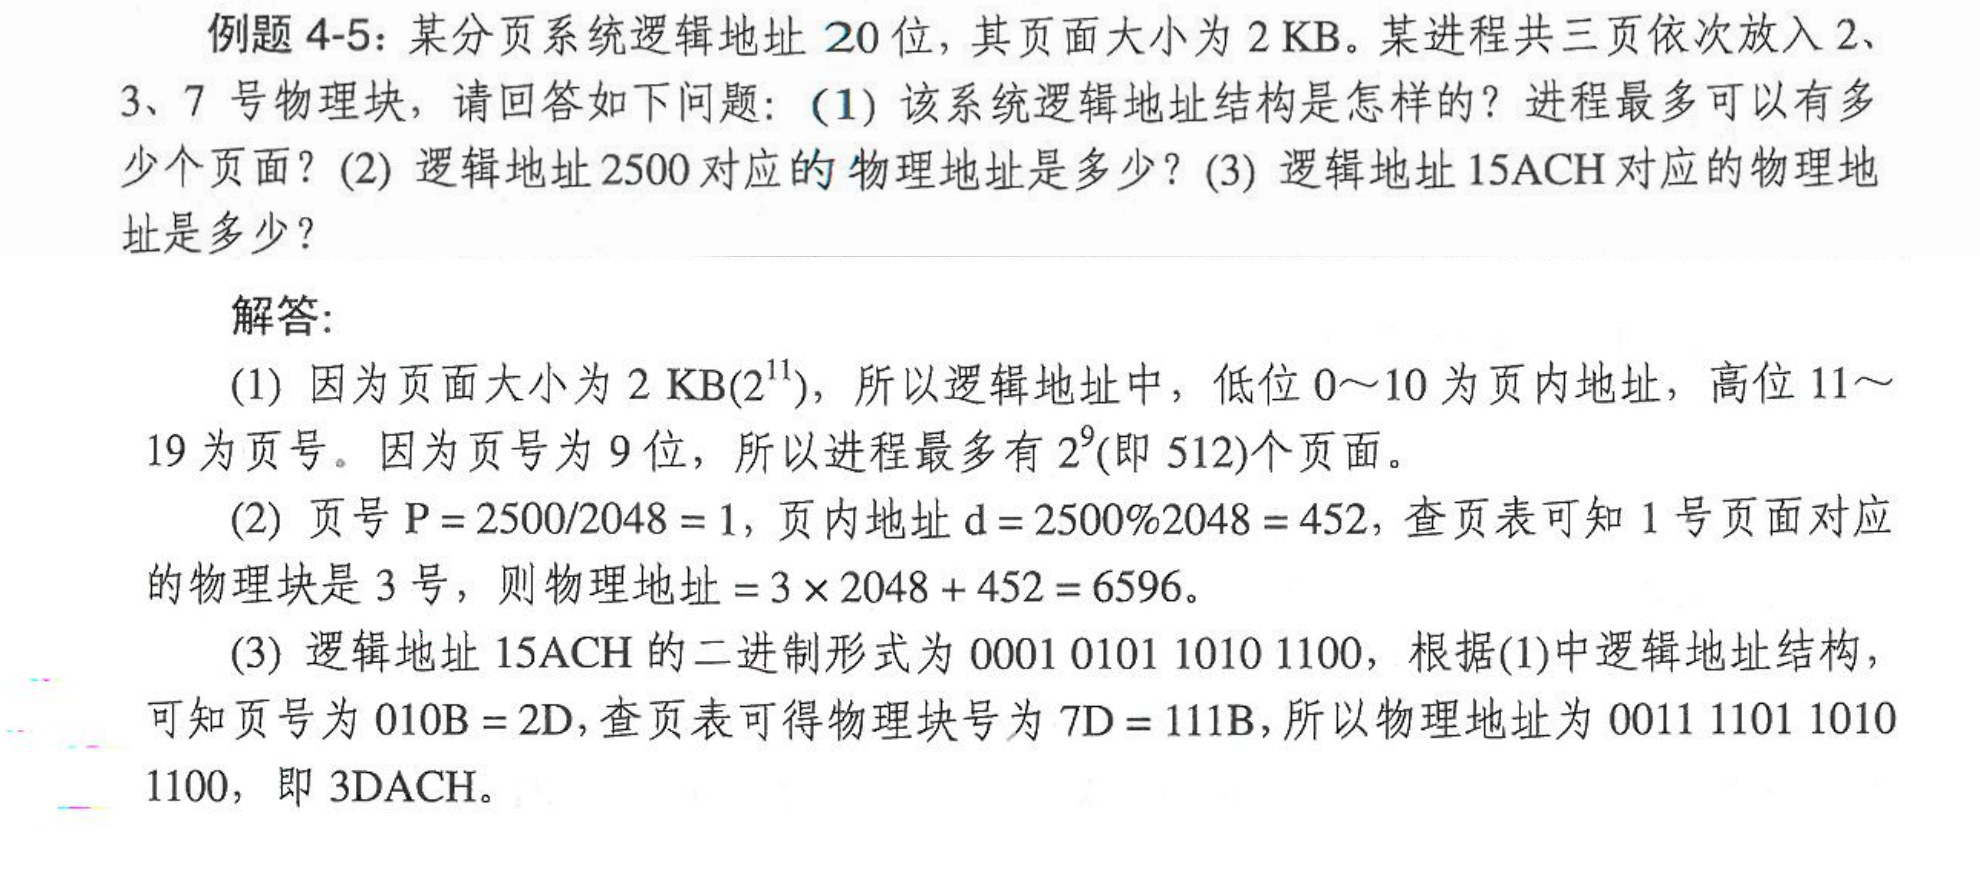 例题 4-5：某分页系统逻辑地址 20 位，其页面大小为 2 KB。某进程共三页依次放入 2、
3、7 号物理块，请回答如下问题：(1) 该系统逻辑地址结构是怎样的？进程最多可以有多
少个页面？(2) 逻辑地址 2500 对应的 物理地址是多少？(3) 逻辑地址 15ACH 对应的物理地
址是多少？
解答：
(1) 因为页面大小为 2 KB(2¹¹)，所以逻辑地址中，低位 0～10 为页内地址，高位 11～
19 为页号。因为页号为 9 位，所以进程最多有 2⁹(即 512)个页面。
(2) 页号 P = 2500/2048 = 1，页内地址 d = 2500%2048 = 452，查页表可知 1 号页面对应
的物理块是 3 号，则物理地址 = 3 × 2048 + 452 = 6596。
(3) 逻辑地址 15ACH 的二进制形式为 0001 0101 1010 1100，根据(1)中逻辑地址结构，
可知页号为 010B = 2D，查页表可得物理块号为 7D = 111B，所以物理地址为 0011 1101 1010
1100，即 3DACH。